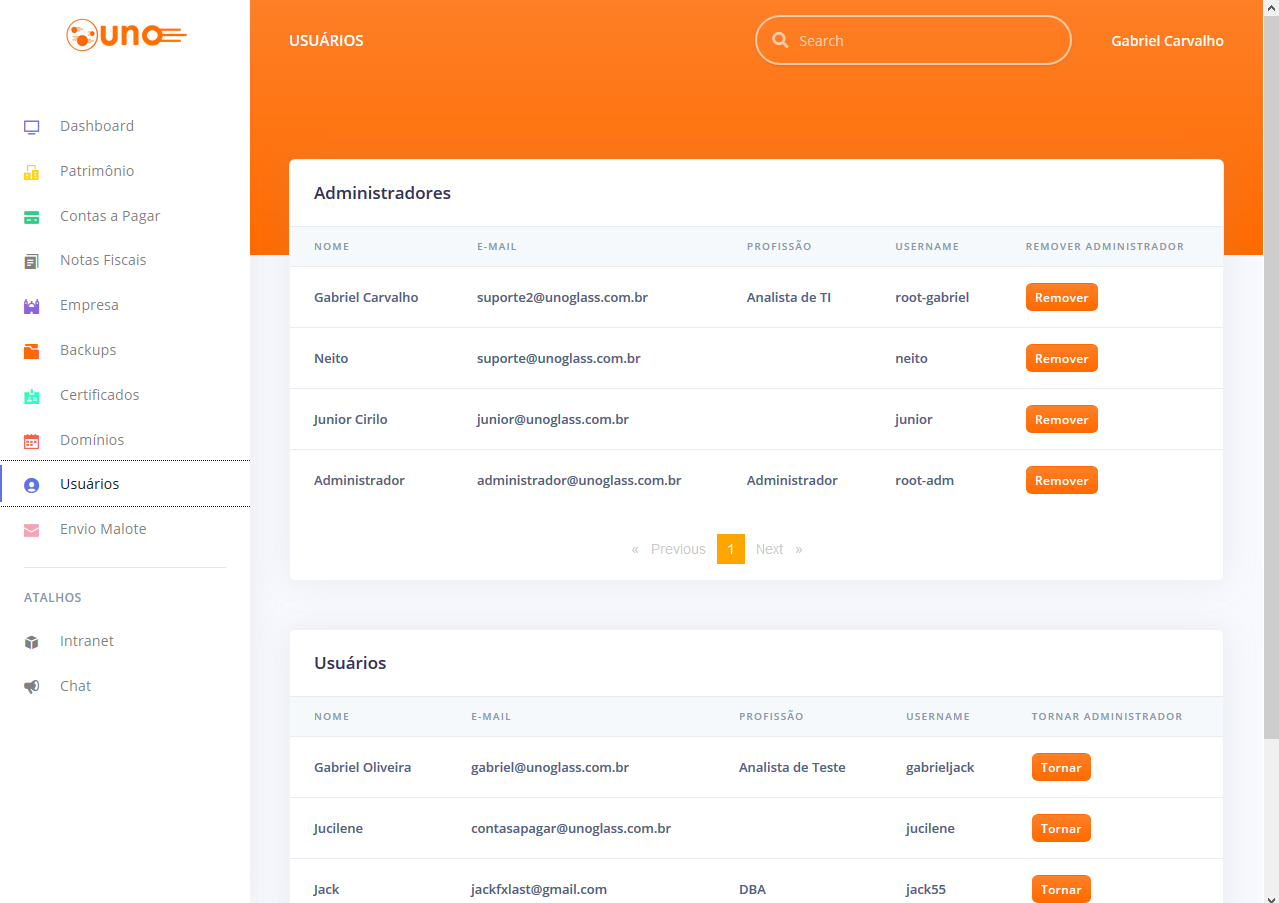 uno
USUÁRIOS
Search
Gabriel Carvalho
Dashboard
Patrimônio
Contas a Pagar
Notas Fiscais
Empresa
Backups
Certificados
Domínios
Usuários
Envio Malote
ATALHOS
Intranet
Chat
Administradores
NOME E-MAIL PROFISSÃO USERNAME REMOVER ADMINISTRADOR
Gabriel Carvalho suporte2@unoglass.com.br Analista de TI root-gabriel Remover
Neito suporte@unoglass.com.br neito Remover
Junior Cirilo junior@unoglass.com.br junior Remover
Administrador administrador@unoglass.com.br Administrador root-adm Remover
« Previous 1 Next »
Usuários
NOME E-MAIL PROFISSÃO USERNAME TORNAR ADMINISTRADOR
Gabriel Oliveira gabriel@unoglass.com.br Analista de Teste gabrieljack Tornar
Jucilene contasapagar@unoglass.com.br jucilene Tornar
Jack jackfxlast@gmail.com DBA jack55 Tornar